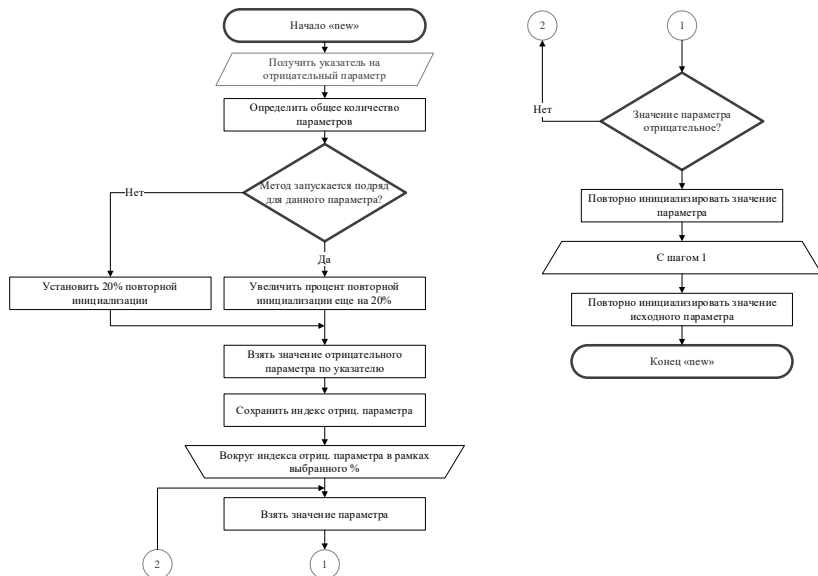 Начало «new»
Получить указатель на
отрицательный параметр
Определить общее количество
параметров
Метод запускается подряд
для данного параметра?
Нет
Да
Установить 20% повторной
инициализации
Увеличить процент повторной
инициализации еще на 20%
Взять значение отрицательного
параметра по указателю
Сохранить индекс отриц. параметра
Вокруг индекса отриц. параметра в рамках
выбранного %
Взять значение параметра
2
1
2
1
Нет
Значение параметра
отрицательное?
Повторно инициализировать значение
параметра
С шагом 1
Повторно инициализировать значение
исходного параметра
Конец «new»